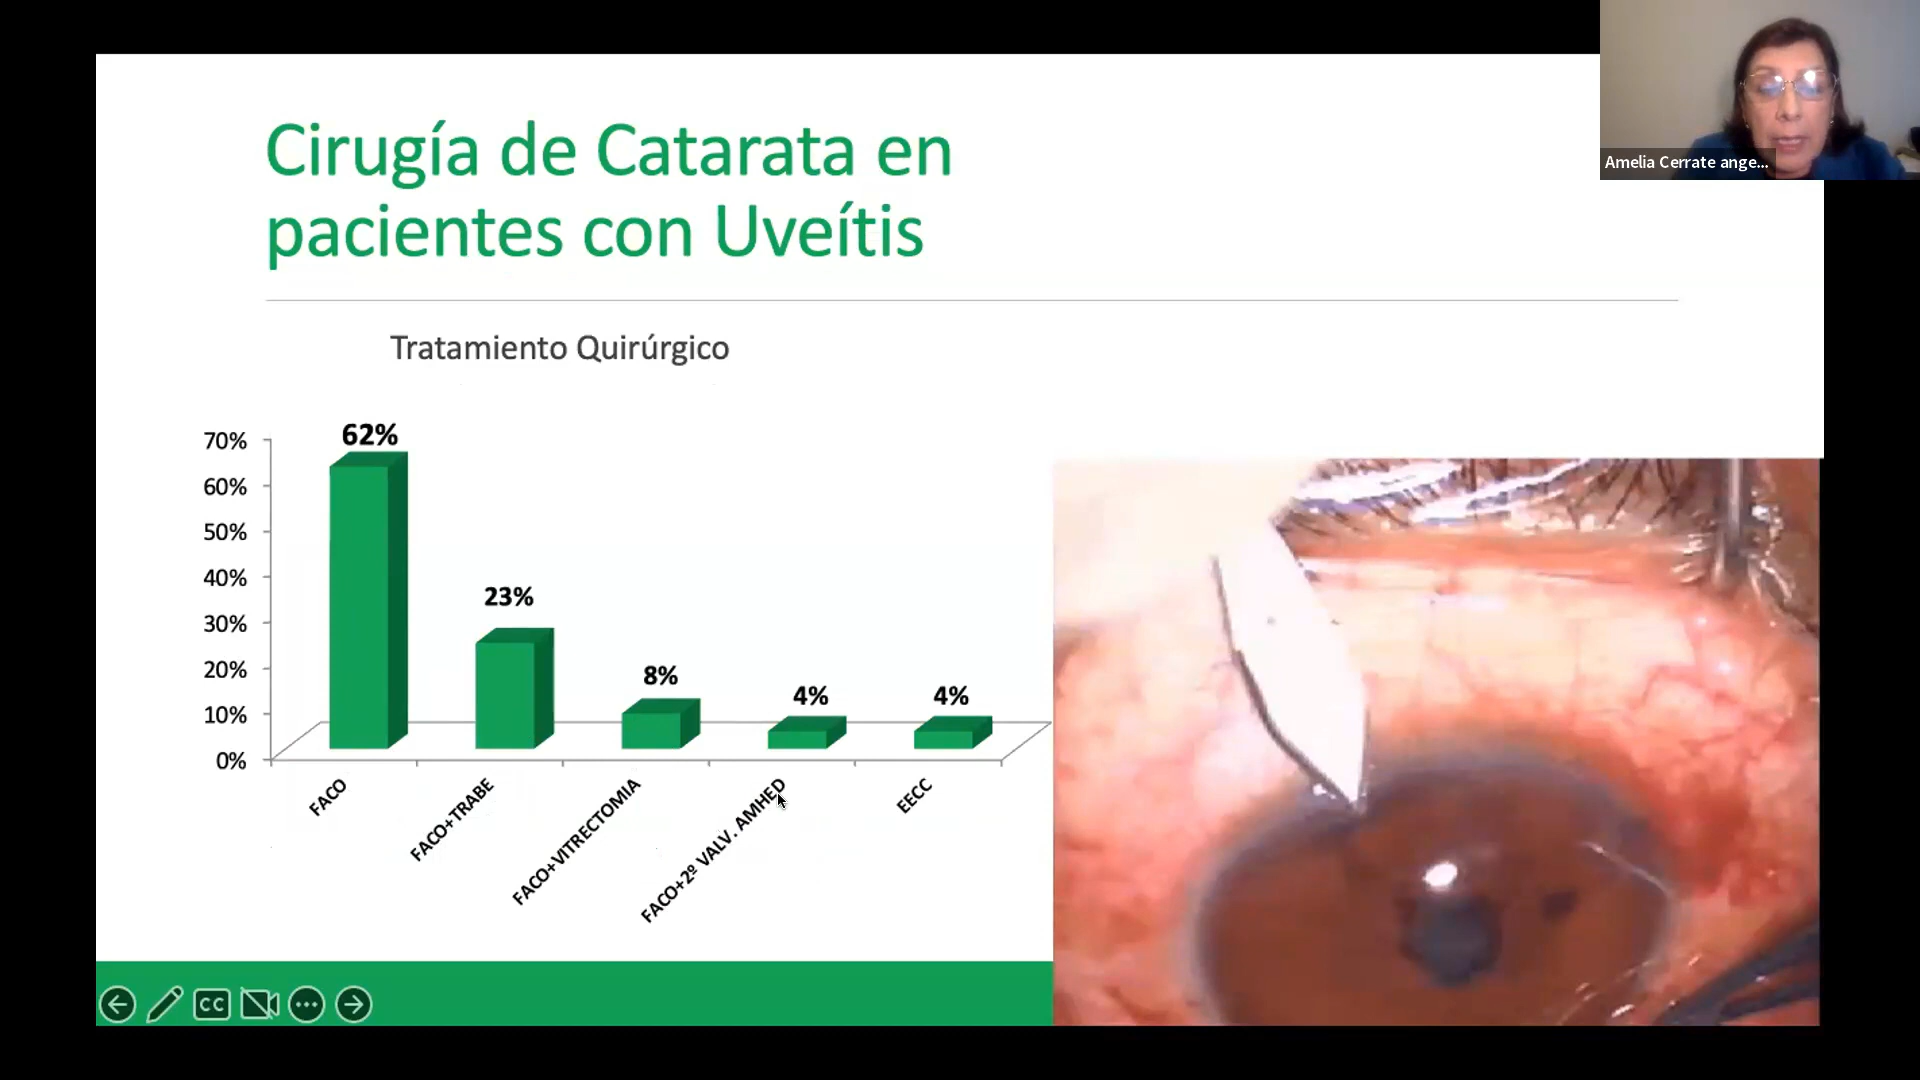 Amelia Cerrate ange...
Cirugía de Catarata en
pacientes con Uveítis
Tratamiento Quirúrgico
70%
60%
50%
40%
30%
20%
10%
0%
62%
23%
8%
4%
4%
FACO
FACO+TRABE
FACO+VITRECTOMIA
FACO+2º VALV. AMHED
EECC
CC